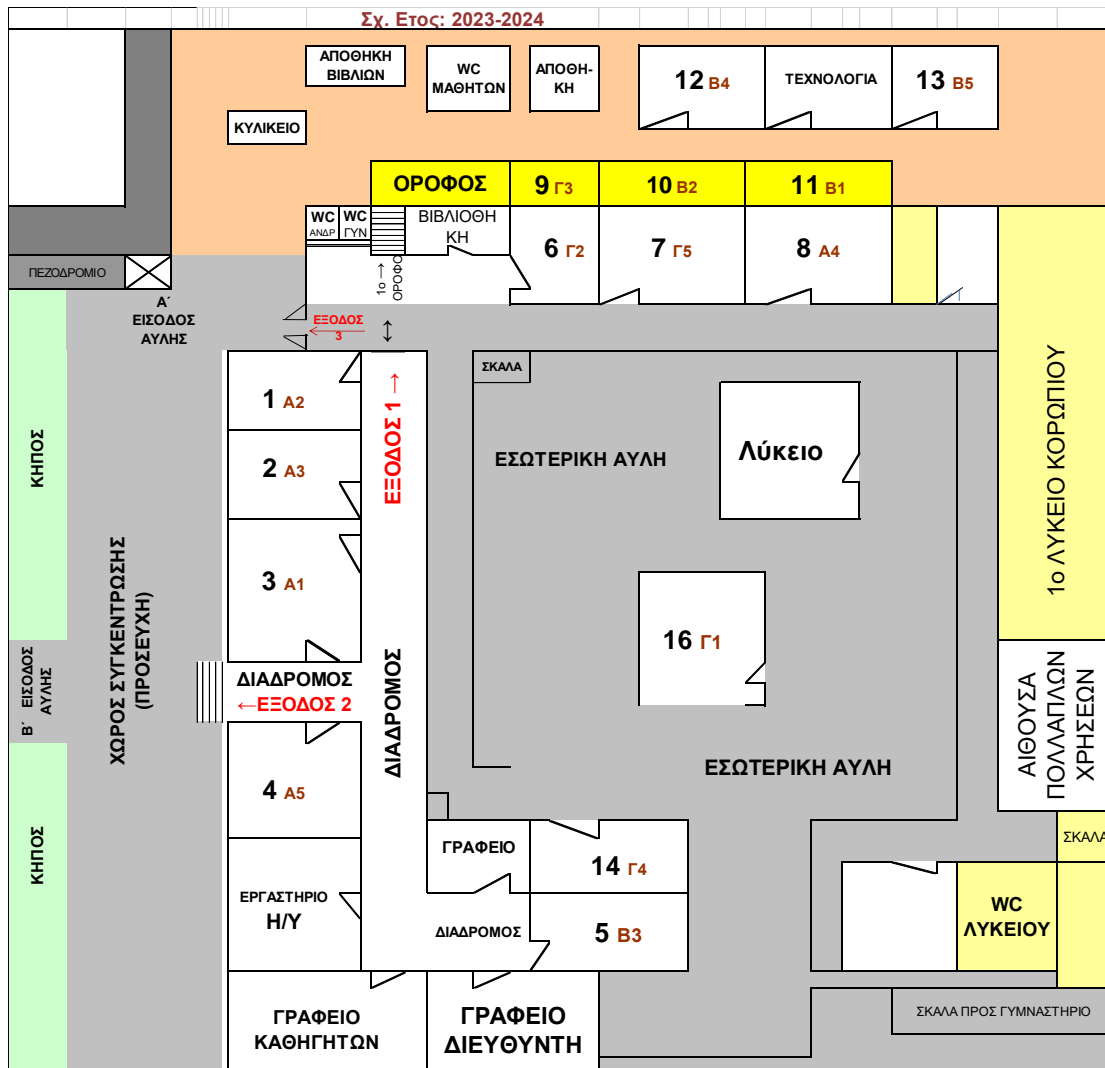 Σχ. Ετος: 2023-2024
ΑΠΟΘΗΚΗ
ΒΙΒΛΙΩΝ
WC
ΜΑΘΗΤΩΝ
ΑΠΟΘΗ-
ΚΗ
12 Β4
ΤΕΧΝΟΛΟΓΙΑ
13 Β5
ΚΥΛΙΚΕΙΟ
ΟΡΟΦΟΣ
9 Γ3
10 Β2
11 Β1
WC
ΑΝΔΡ
WC
ΓΥΝ
ΒΙΒΛΙΟΘΗ
ΚΗ
6 Γ2
7 Γ5
8 Α4
1ο →
ΟΡΟΦΟ
ΠΕΖΟΔΡΟΜΙΟ
Α΄
ΕΙΣΟΔΟΣ
ΑΥΛΗΣ
ΕΞΟΔΟΣ
3
↔
ΣΚΑΛΑ
1 Α2
ΕΞΟΔΟΣ 1 →
2 Α3
ΕΣΩΤΕΡΙΚΗ ΑΥΛΗ
Λύκειο
1ο ΛΥΚΕΙΟ ΚΟΡΩΠΙΟΥ
ΚΗΠΟΣ
3 Α1
ΧΩΡΟΣ ΣΥΓΚΕΝΤΡΩΣΗΣ
(ΠΡΟΣΕΥΧΗ)
16 Γ1
Β΄ ΕΙΣΟΔΟΣ
ΑΥΛΗΣ
ΔΙΑΔΡΟΜΟΣ
←ΕΞΟΔΟΣ 2
ΔΙΑΔΡΟΜΟΣ
ΑΙΘΟΥΣΑ
ΠΟΛΛΑΠΛΩΝ
ΧΡΗΣΕΩΝ
ΕΣΩΤΕΡΙΚΗ ΑΥΛΗ
4 Α5
ΚΗΠΟΣ
ΓΡΑΦΕΙΟ
14 Γ4
ΣΚΑΛΑ
ΕΡΓΑΣΤΗΡΙΟ
Η/Υ
ΔΙΑΔΡΟΜΟΣ
5 Β3
WC
ΛΥΚΕΙΟΥ
ΓΡΑΦΕΙΟ
ΚΑΘΗΓΗΤΩΝ
ΓΡΑΦΕΙΟ
ΔΙΕΥΘΥΝΤΗ
ΣΚΑΛΑ ΠΡΟΣ ΓΥΜΝΑΣΤΗΡΙΟ